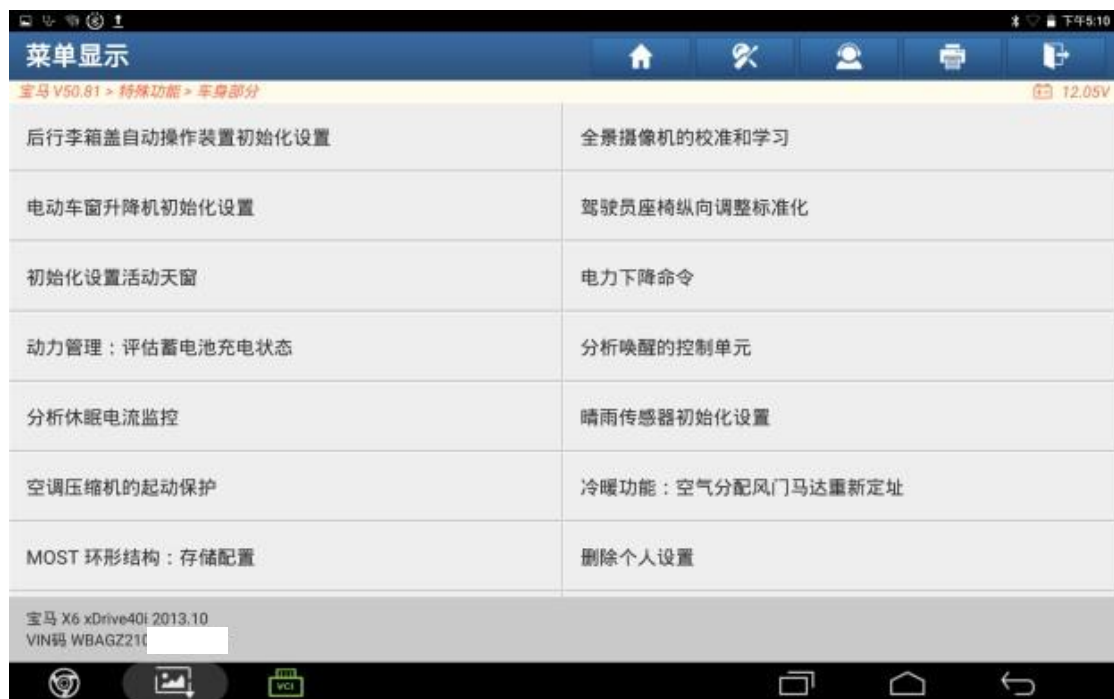 下午5:10
菜单显示
宝马 V50.81 > 特殊功能 > 车身部分
12.05V
后行李箱盖自动操作装置初始化设置
全景摄像机的校准和学习
电动车窗升降机初始化设置
驾驶员座椅纵向调整标准化
初始化设置活动天窗
电力下降命令
动力管理：评估蓄电池充电状态
分析唤醒的控制单元
分析休眠电流监控
晴雨传感器初始化设置
空调压缩机的起动保护
冷暖功能：空气分配风门马达重新定址
MOST 环形结构：存储配置
删除个人设置
宝马 X6 xDrive40i 2013.10
VIN码 WBAGZ210
VCI